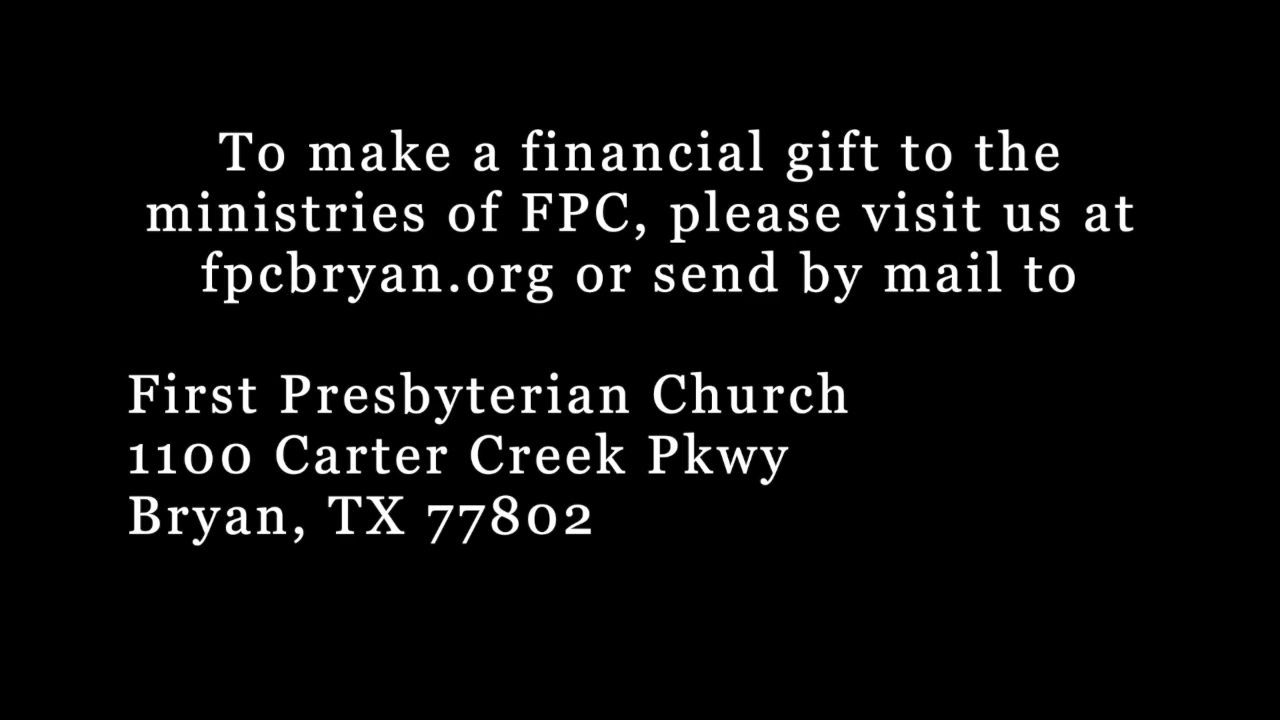 To make a financial gift to the
ministries of FPC, please visit us at
fpcbryan.org or send by mail to
First Presbyterian Church
1100 Carter Creek Pkwy
Bryan, TX 77802